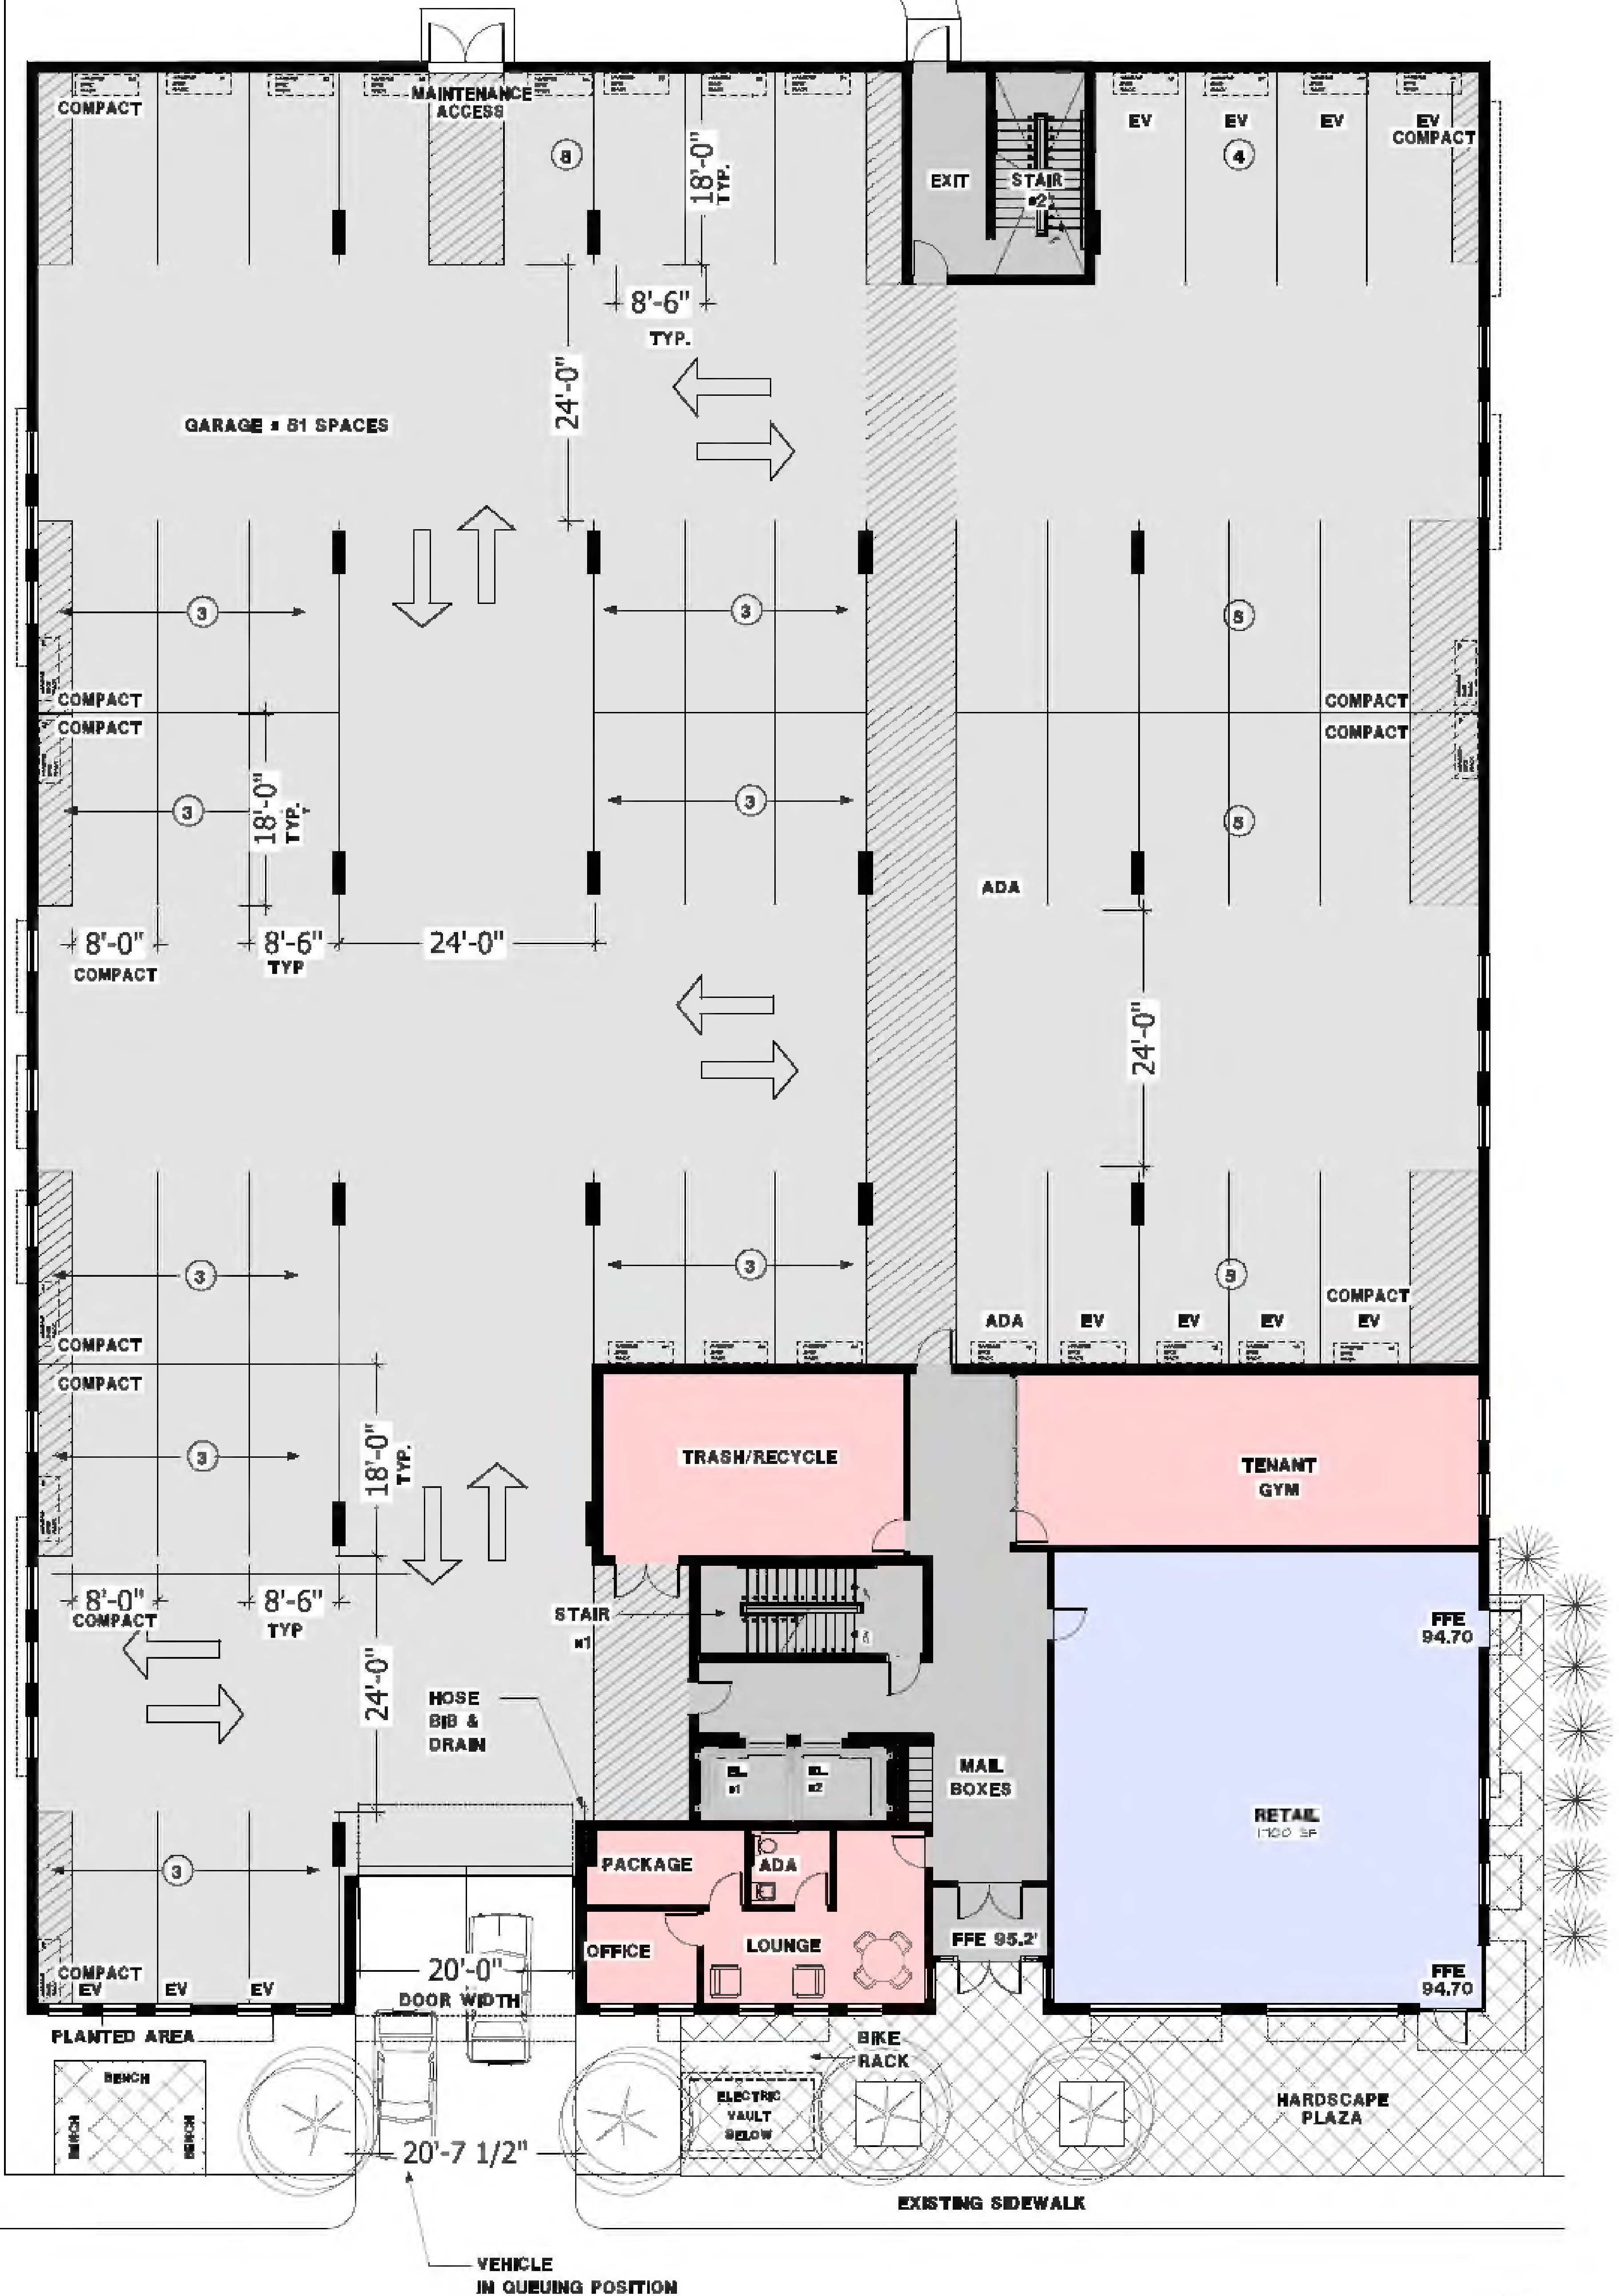 COMPACT
MAINTENANCE
ACCESS
8
18'-0"
TYP.
EXIT
STAIR
#2
EV
EV
EV
EV
COMPACT
4
8'-6"
TYP.
24'-0"
GARAGE = 51 SPACES
3
3
5
COMPACT
COMPACT
COMPACT
COMPACT
3
18'-0"
TYP.
3
5
ADA
8'-0"
COMPACT
8'-6"
TYP
24'-0"
24'-0"
3
3
5
COMPACT
COMPACT
EV
ADA
EV
EV
EV
COMPACT
3
18'-0"
TYP.
TRASH/RECYCLE
TENANT
GYM
8'-0"
COMPACT
8'-6"
TYP
STAIR
#1
FFE
94.70
24'-0"
HOSE
BIB &
DRAIN
EL
#1
EL
#2
MAIL
BOXES
RETAIL
3
PACKAGE
ADA
OFFICE
LOUNGE
FFE 95.2'
COMPACT
EV
EV
EV
20'-0"
DOOR WIDTH
FFE
94.70
PLANTED AREA
BENCH
BENCH
BENCH
BIKE
RACK
ELECTRIC
VAULT
BELOW
HARDSCAPE
PLAZA
20'-7 1/2"
EXISTING SIDEWALK
VEHICLE
IN QUEUING POSITION